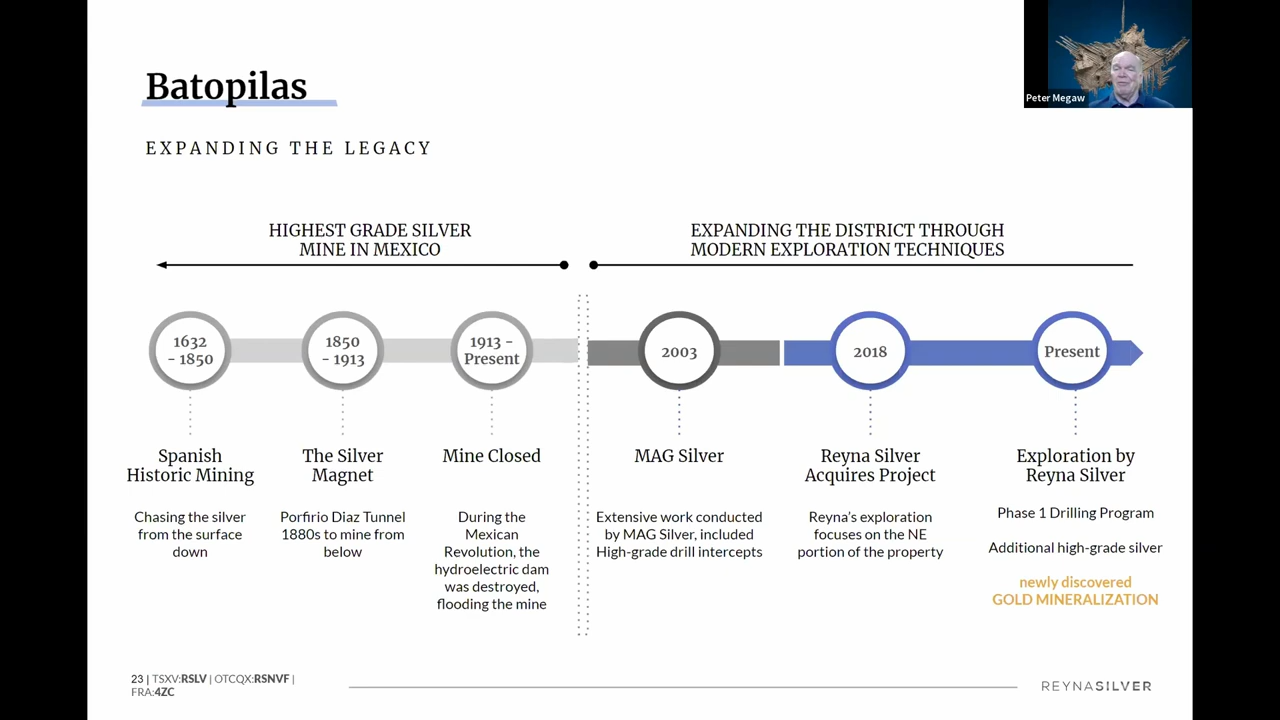 Batopilas
EXPANDING THE LEGACY
Peter Megaw
HIGHEST GRADE SILVER
MINE IN MEXICO
EXPANDING THE DISTRICT THROUGH
MODERN EXPLORATION TECHNIQUES
1632
- 1850
1850
- 1913
1913 -
Present
2003
2018
Present
Spanish
Historic Mining
Chasing the silver
from the surface
down
The Silver
Magnet
Porfirio Diaz Tunnel
1880s to mine from
below
Mine Closed
During the
Mexican
Revolution, the
hydroelectric dam
was destroyed,
flooding the mine
MAG Silver
Extensive work conducted
by MAG Silver, included
High-grade drill intercepts
Reyna Silver
Acquires Project
Reyna's exploration
focuses on the NE
portion of the property
Exploration by
Reyna Silver
Phase 1 Drilling Program
Additional high-grade silver
newly discovered
GOLD MINERALIZATION
23 | TSXV:RSLV | OTCQX:RSNVF |
FRA:4ZC
REYNASILVER